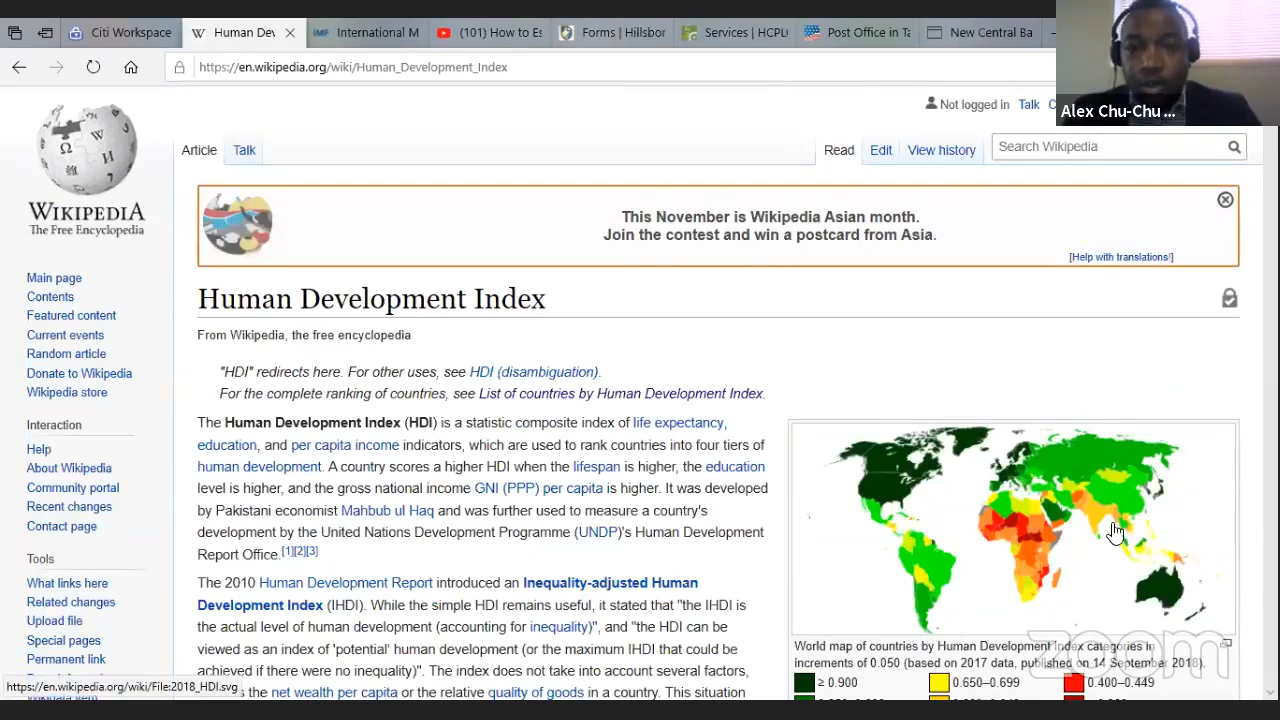 Citi Workspace
Human Dev
International M
(101) How to Es
Forms | Hillsbor
Services | HCPL
Post Office in Ta
New Central Ba
https://en.wikipedia.org/wiki/Human_Development_Index
Alex Chu-Chu ...
Not logged in Talk
Article Talk Read Edit View history Search Wikipedia
WIKIPEDIA
The Free Encyclopedia
This November is Wikipedia Asian month.
Join the contest and win a postcard from Asia.
[Help with translations!]
Main page
Contents
Featured content
Current events
Random article
Donate to Wikipedia
Wikipedia store
Interaction
Help
About Wikipedia
Community portal
Recent changes
Contact page
Tools
What links here
Related changes
Upload file
Special pages
Permanent link
https://en.wikipedia.org/wiki/File:2018_HDI.svg
Human Development Index
From Wikipedia, the free encyclopedia
"HDI" redirects here. For other uses, see HDI (disambiguation).
For the complete ranking of countries, see List of countries by Human Development Index.
The Human Development Index (HDI) is a statistic composite index of life expectancy,
education, and per capita income indicators, which are used to rank countries into four tiers of
human development. A country scores a higher HDI when the lifespan is higher, the education
level is higher, and the gross national income GNI (PPP) per capita is higher. It was developed
by Pakistani economist Mahbub ul Haq and was further used to measure a country's
development by the United Nations Development Programme (UNDP)'s Human Development
Report Office.[1][2][3]
The 2010 Human Development Report introduced an Inequality-adjusted Human
Development Index (IHDI). While the simple HDI remains useful, it stated that "the IHDI is
the actual level of human development (accounting for inequality)", and "the HDI can be
viewed as an index of 'potential' human development (or the maximum IHDI that could be
achieved if there were no inequality)". The index does not take into account several factors,
the net wealth per capita or the relative quality of goods in a country. This situation
World map of countries by Human Development Index categories in
increments of 0.050 (based on 2017 data, published on 14 September 2018).
≥ 0.900 0.650–0.699 0.400–0.449
zoom